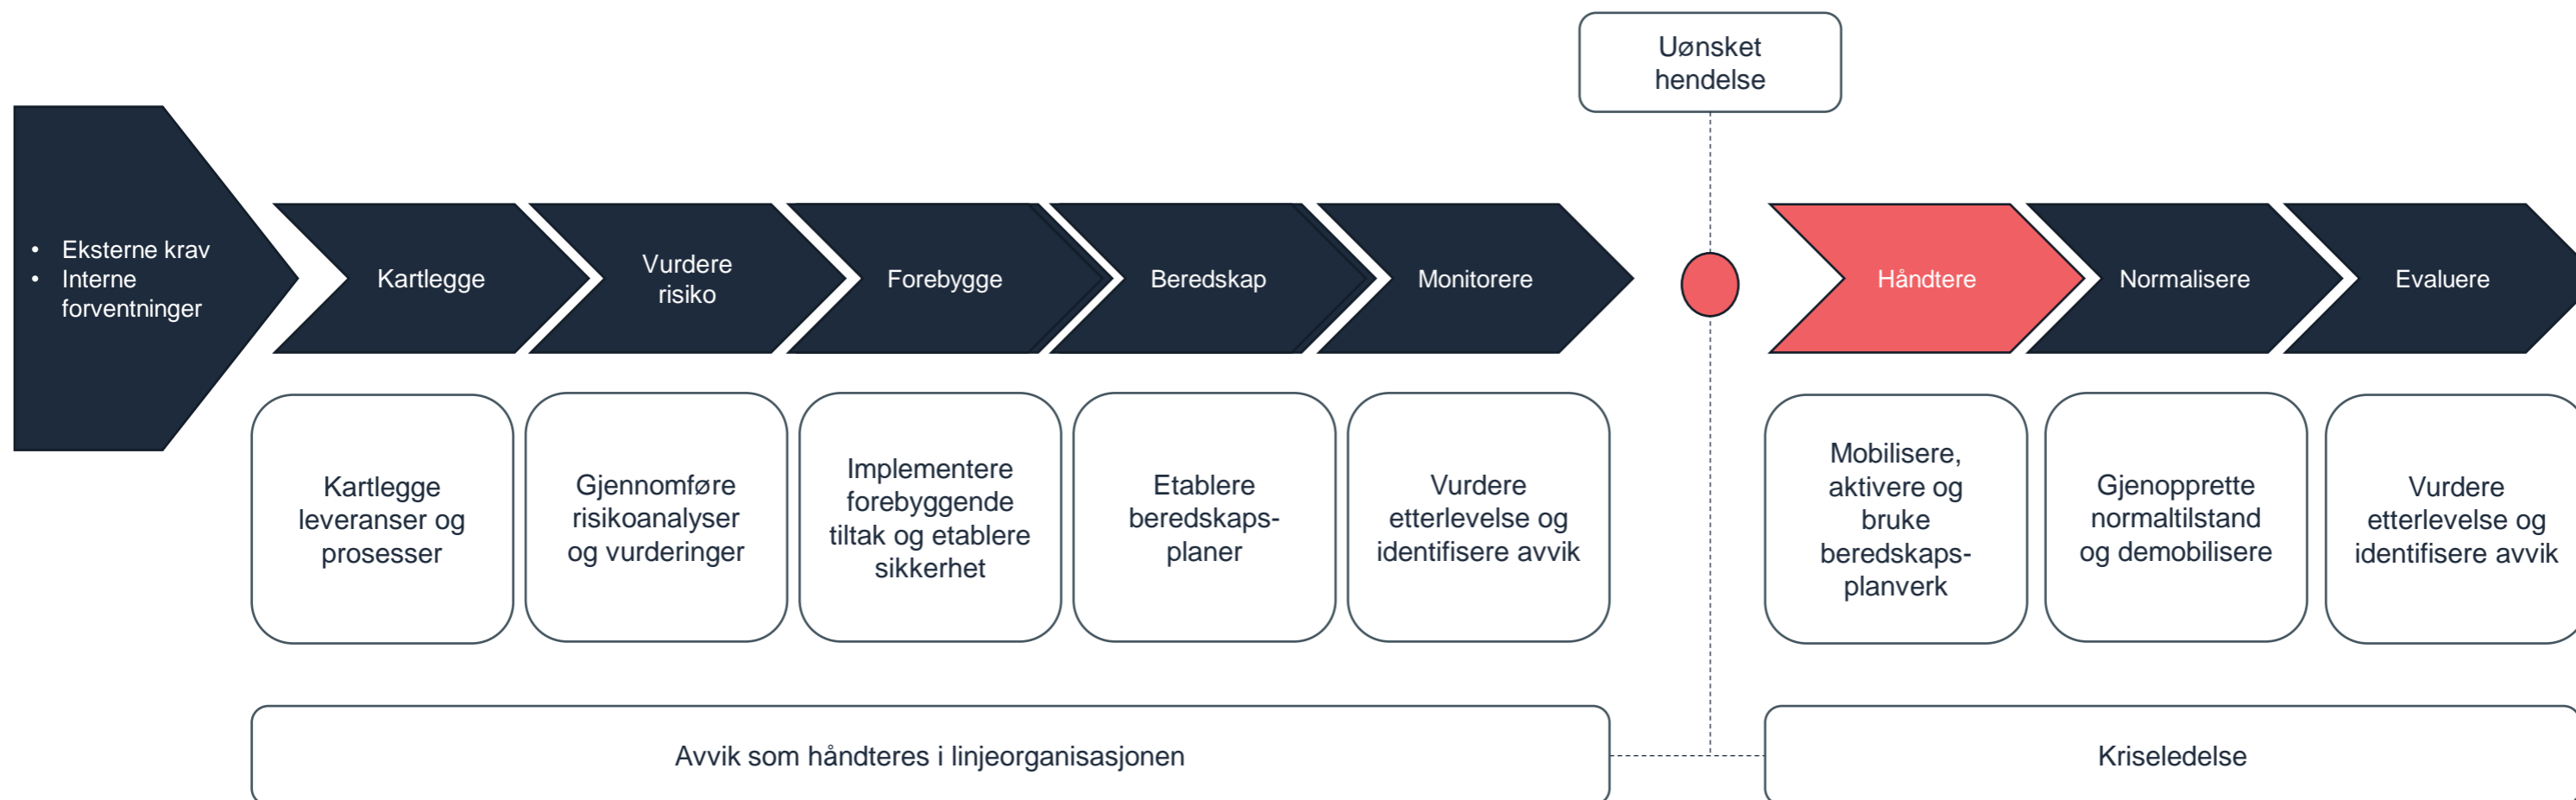 Uønsket
hendelse
• Eksterne krav
• Interne
forventninger
Kartlegge
Vurdere
risiko
Forebygge
Beredskap
Monitorere
Håndtere
Normalisere
Evaluere
Kartlegge
leveranser og
prosesser
Gjennomføre
risikoanalyser
og vurderinger
Implementere
forebyggende
tiltak og etablere
sikkerhet
Etablere
beredskaps-
planer
Vurdere
etterlevelse og
identifisere avvik
Mobilisere,
aktivere og
bruke
beredskaps-
planverk
Gjenopprette
normaltilstand
og demobilisere
Vurdere
etterlevelse og
identifisere avvik
Avvik som håndteres i linjeorganisasjonen
Kriseledelse